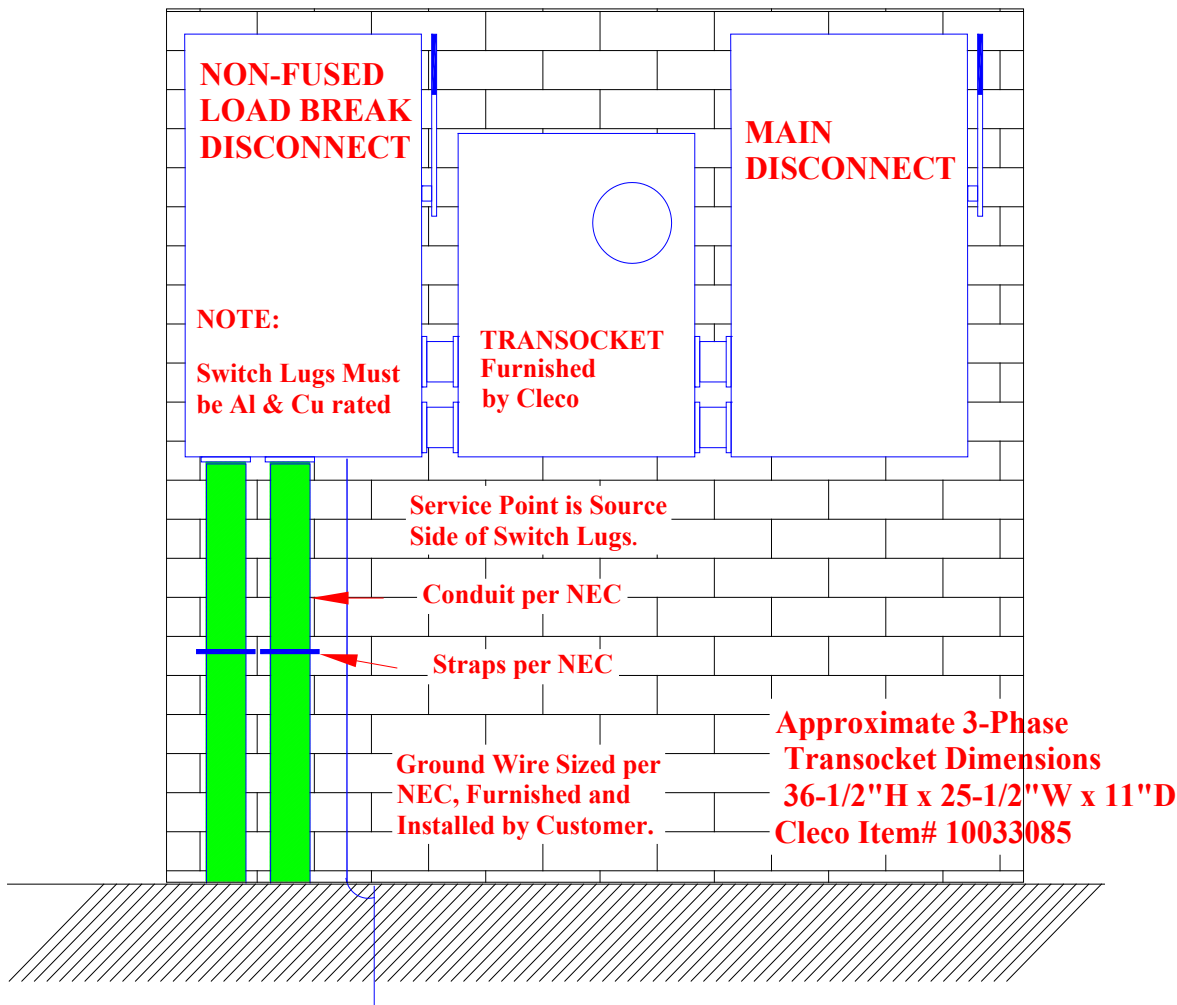 NON-FUSED
LOAD BREAK
DISCONNECT
MAIN
DISCONNECT
NOTE:
Switch Lugs Must
be Al & Cu rated
TRANSOCKET
Furnished
by Cleco
Service Point is Source
Side of Switch Lugs.
Conduit per NEC
Straps per NEC
Ground Wire Sized per
NEC, Furnished and
Installed by Customer.
Approximate 3-Phase
Transocket Dimensions
36-1/2"H x 25-1/2"W x 11"D
Cleco Item# 10033085